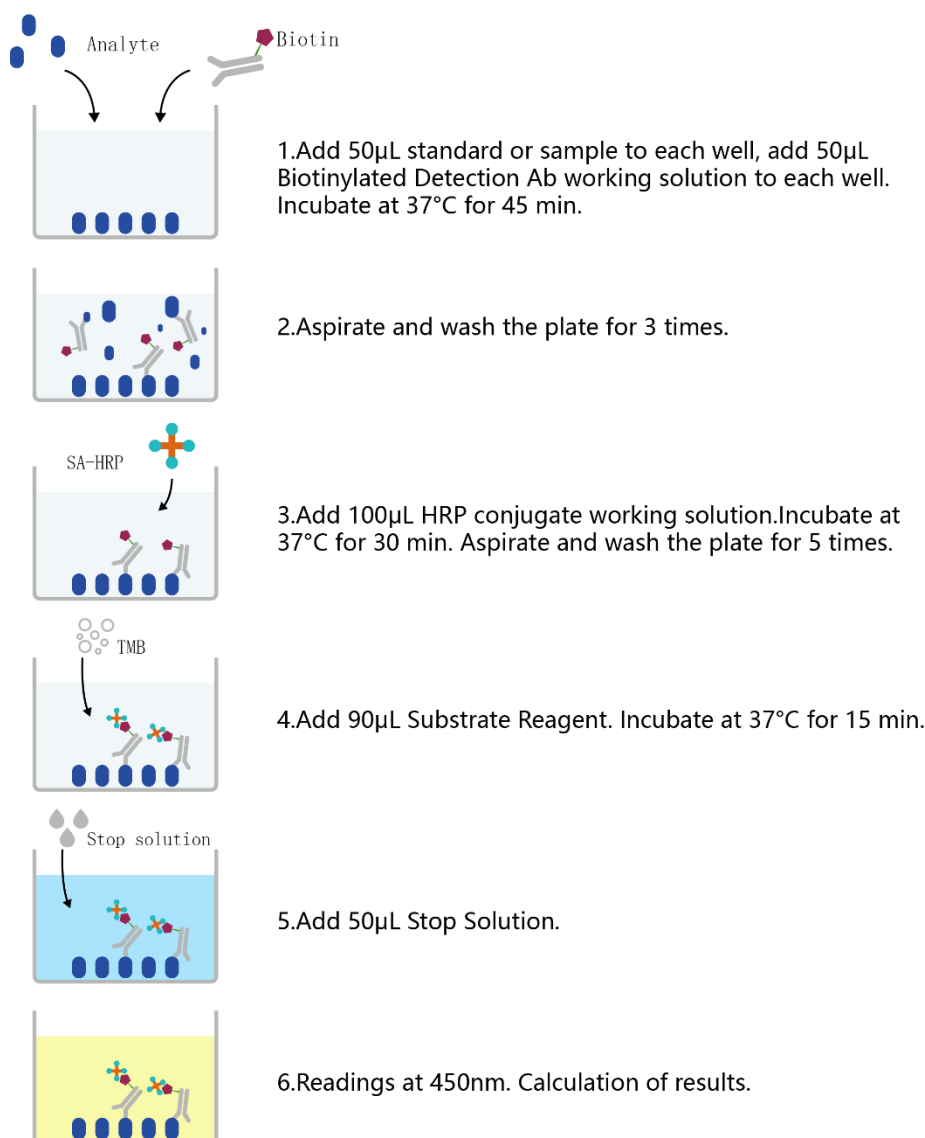 Analyte
Biotin
1.Add 50μL standard or sample to each well, add 50μL
Biotinylated Detection Ab working solution to each well.
Incubate at 37°C for 45 min.
2.Aspirate and wash the plate for 3 times.
SA-HRP
3.Add 100μL HRP conjugate working solution.Incubate at
37°C for 30 min. Aspirate and wash the plate for 5 times.
TMB
4.Add 90μL Substrate Reagent. Incubate at 37°C for 15 min.
Stop solution
5.Add 50μL Stop Solution.
6.Readings at 450nm. Calculation of results.